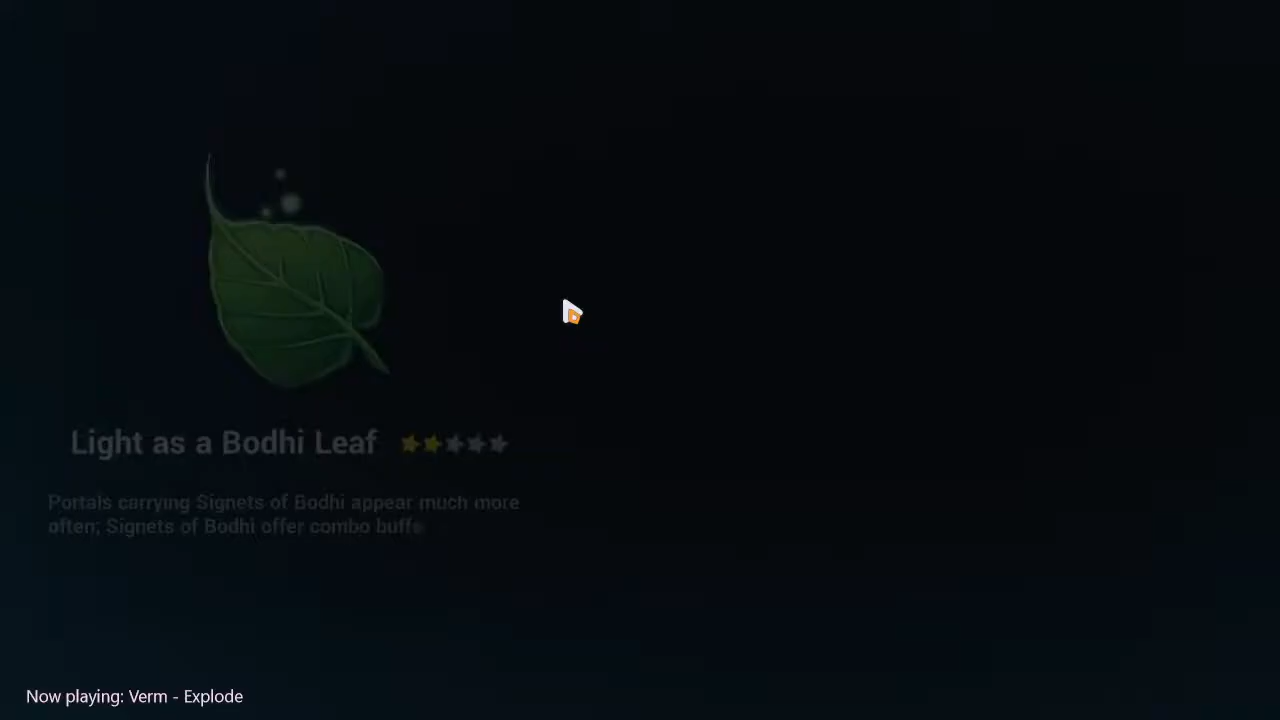 Light as a Bodhi Leaf
Portals carrying Signets of Bodhi appear much more
often; Signets of Bodhi offer combo buffs
Now playing: Verm - Explode